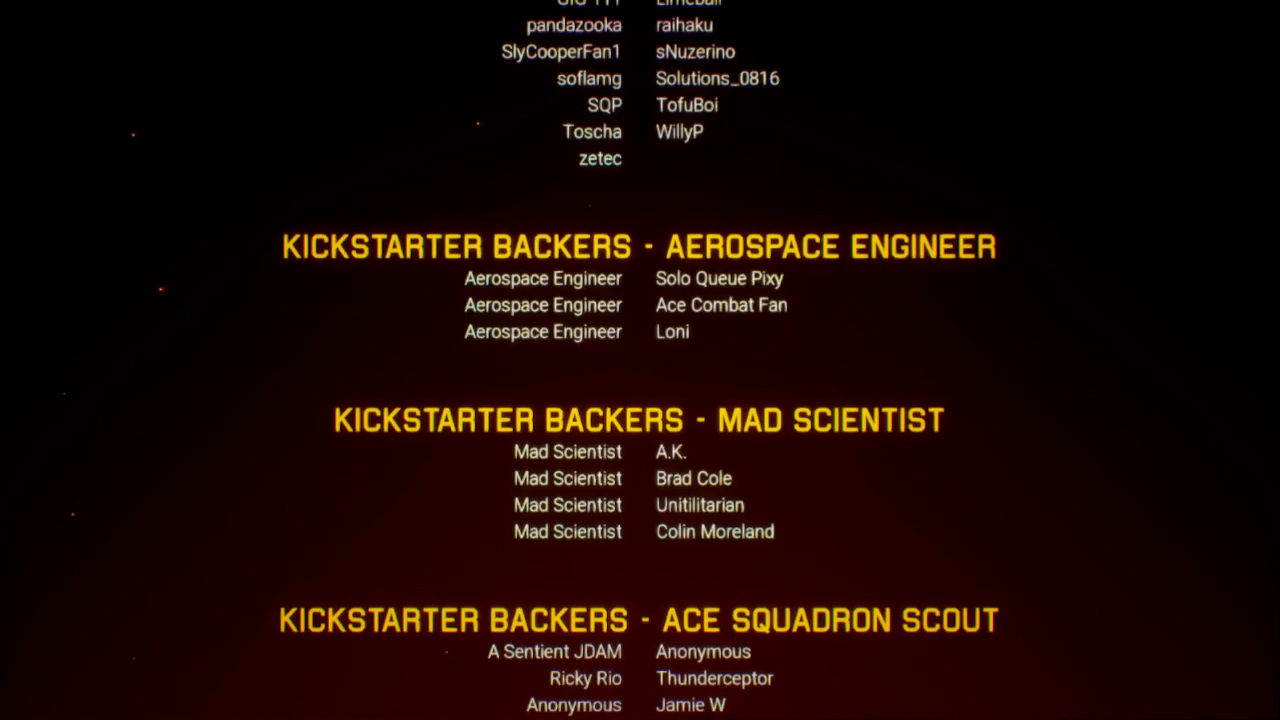 pandazooka raihaku
SlyCooperFan1 sNuzerino
soflamg Solutions_0816
SQP TofuBoi
Toscha WillyP
zetec
KICKSTARTER BACKERS - AEROSPACE ENGINEER
Aerospace Engineer Solo Queue Pixy
Aerospace Engineer Ace Combat Fan
Aerospace Engineer Loni
KICKSTARTER BACKERS - MAD SCIENTIST
Mad Scientist A.K.
Mad Scientist Brad Cole
Mad Scientist Unitilitarian
Mad Scientist Colin Moreland
KICKSTARTER BACKERS - ACE SQUADRON SCOUT
A Sentient JDAM Anonymous
Ricky Rio Thunderceptor
Anonymous Jamie W